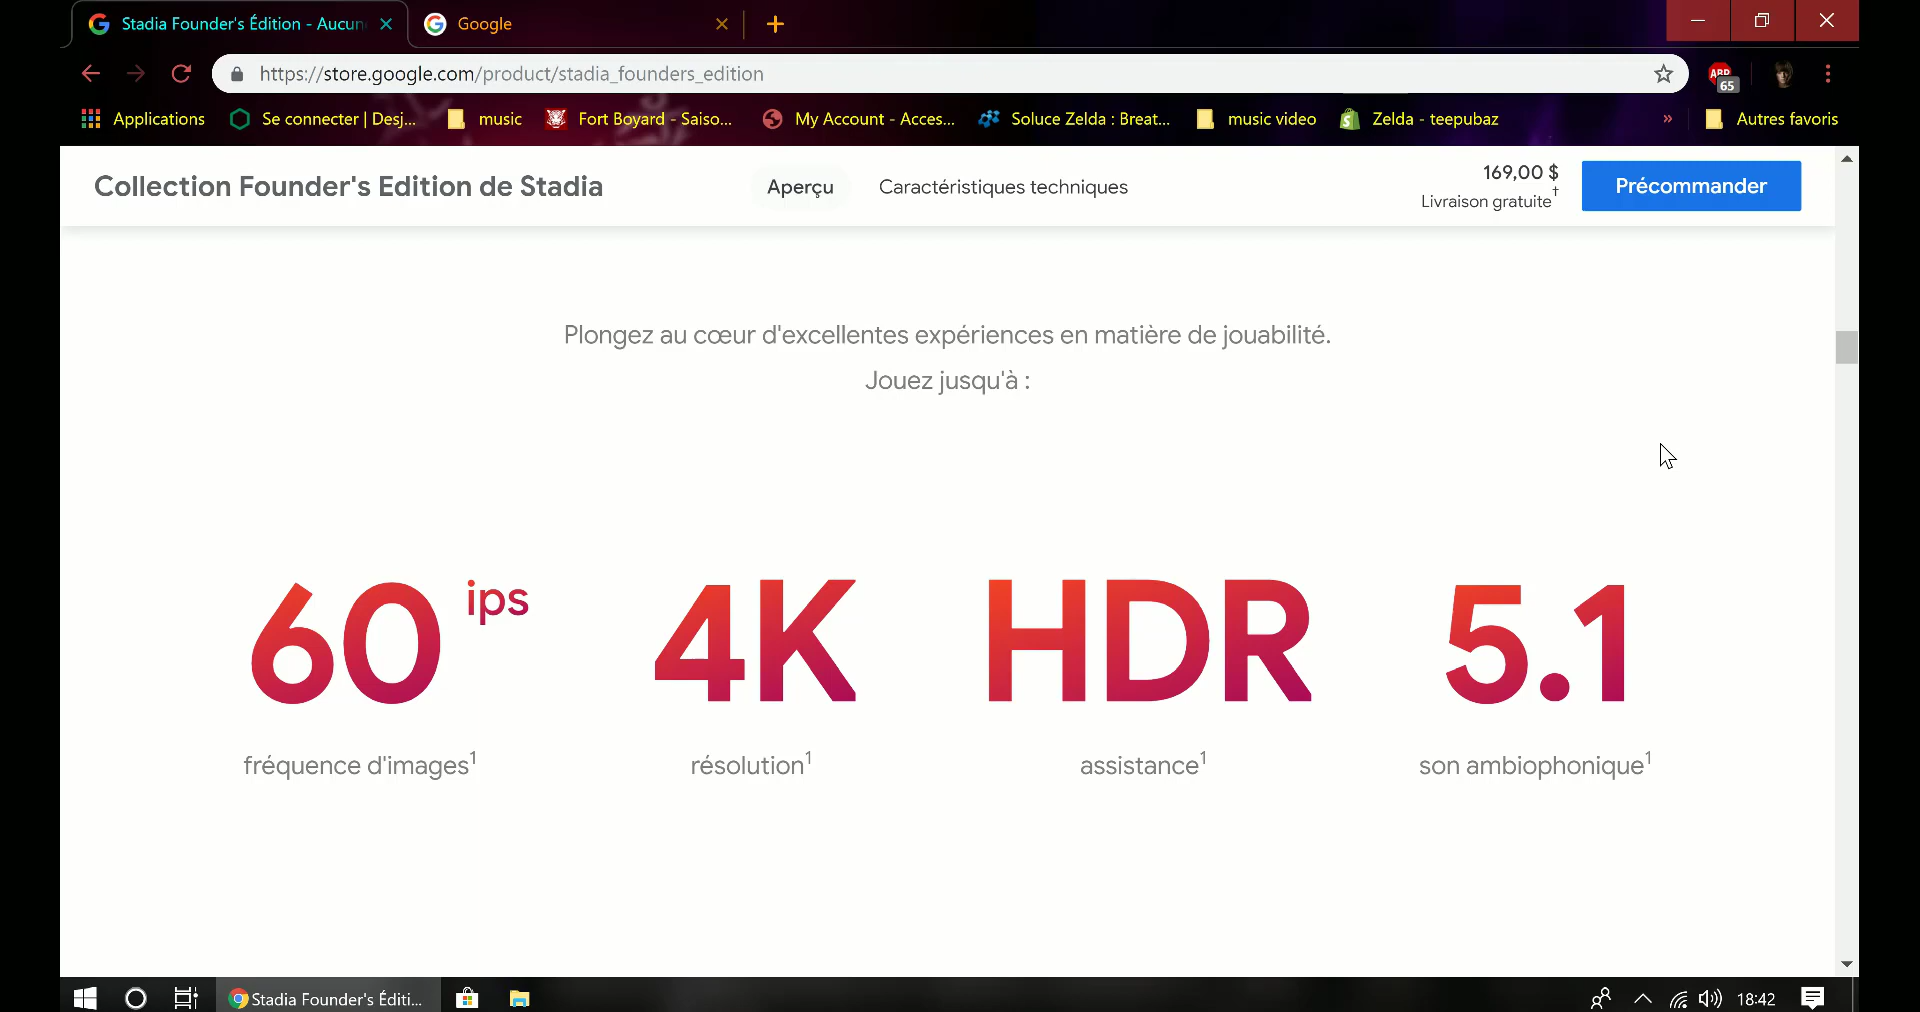 Stadia Founder's Édition - Aucun
Google
https://store.google.com/product/stadia_founders_edition
ABP
65
Applications
Se connecter | Desj...
music
Fort Boyard - Saiso...
My Account - Acces...
Soluce Zelda : Breat...
music video
Zelda - teepubaz
»
Autres favoris
Collection Founder's Edition de Stadia
Aperçu
Caractéristiques techniques
169,00 $
Livraison gratuite†
Précommander
Plongez au cœur d'excellentes expériences en matière de jouabilité.
Jouez jusqu'à :
60 ips
4K
HDR
5.1
fréquence d'images1
résolution1
assistance1
son ambiophonique1
Stadia Founder's Éditi...
18:42